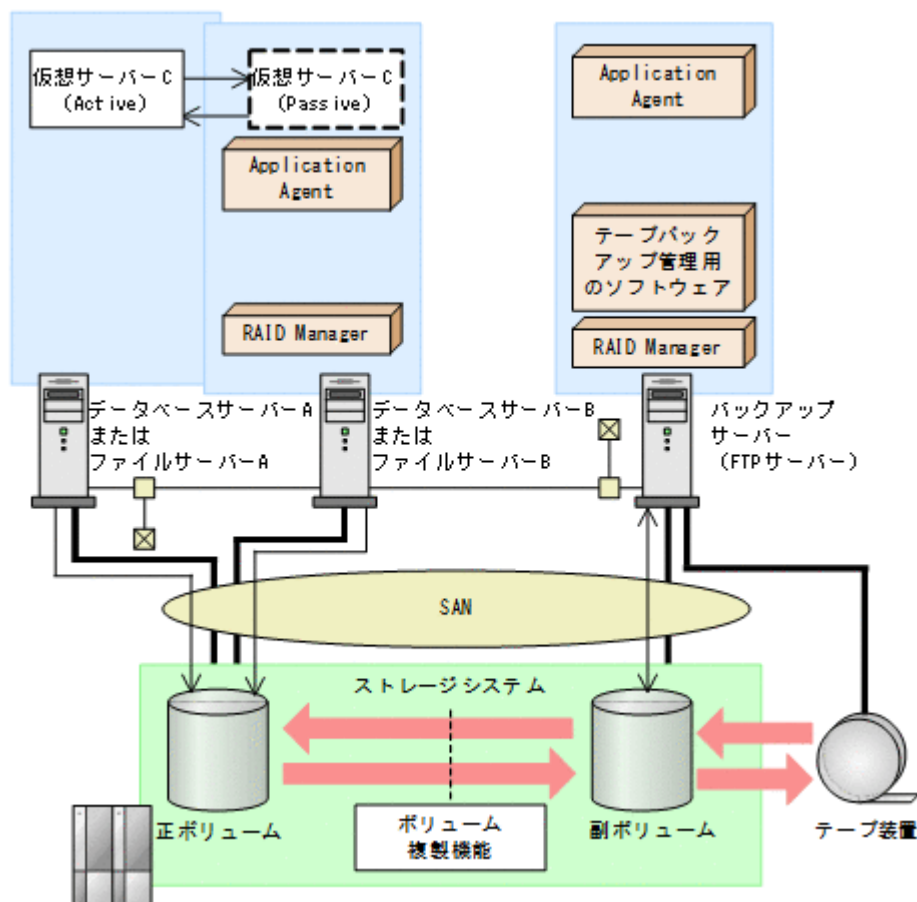 仮想サーバーC
(Active)
仮想サーバーC
(Passive)
Application
Agent
RAID Manager
Application
Agent
テープバック
アップ管理用
のソフトウェア
RAID Manager
データベースサーバーA
または
ファイルサーバーA
データベースサーバーB
または
ファイルサーバーB
バックアップ
サーバー
(FTPサーバー)
SAN
ストレージシステム
正ボリューム
ボリューム
複製機能
副ボリューム
テープ装置